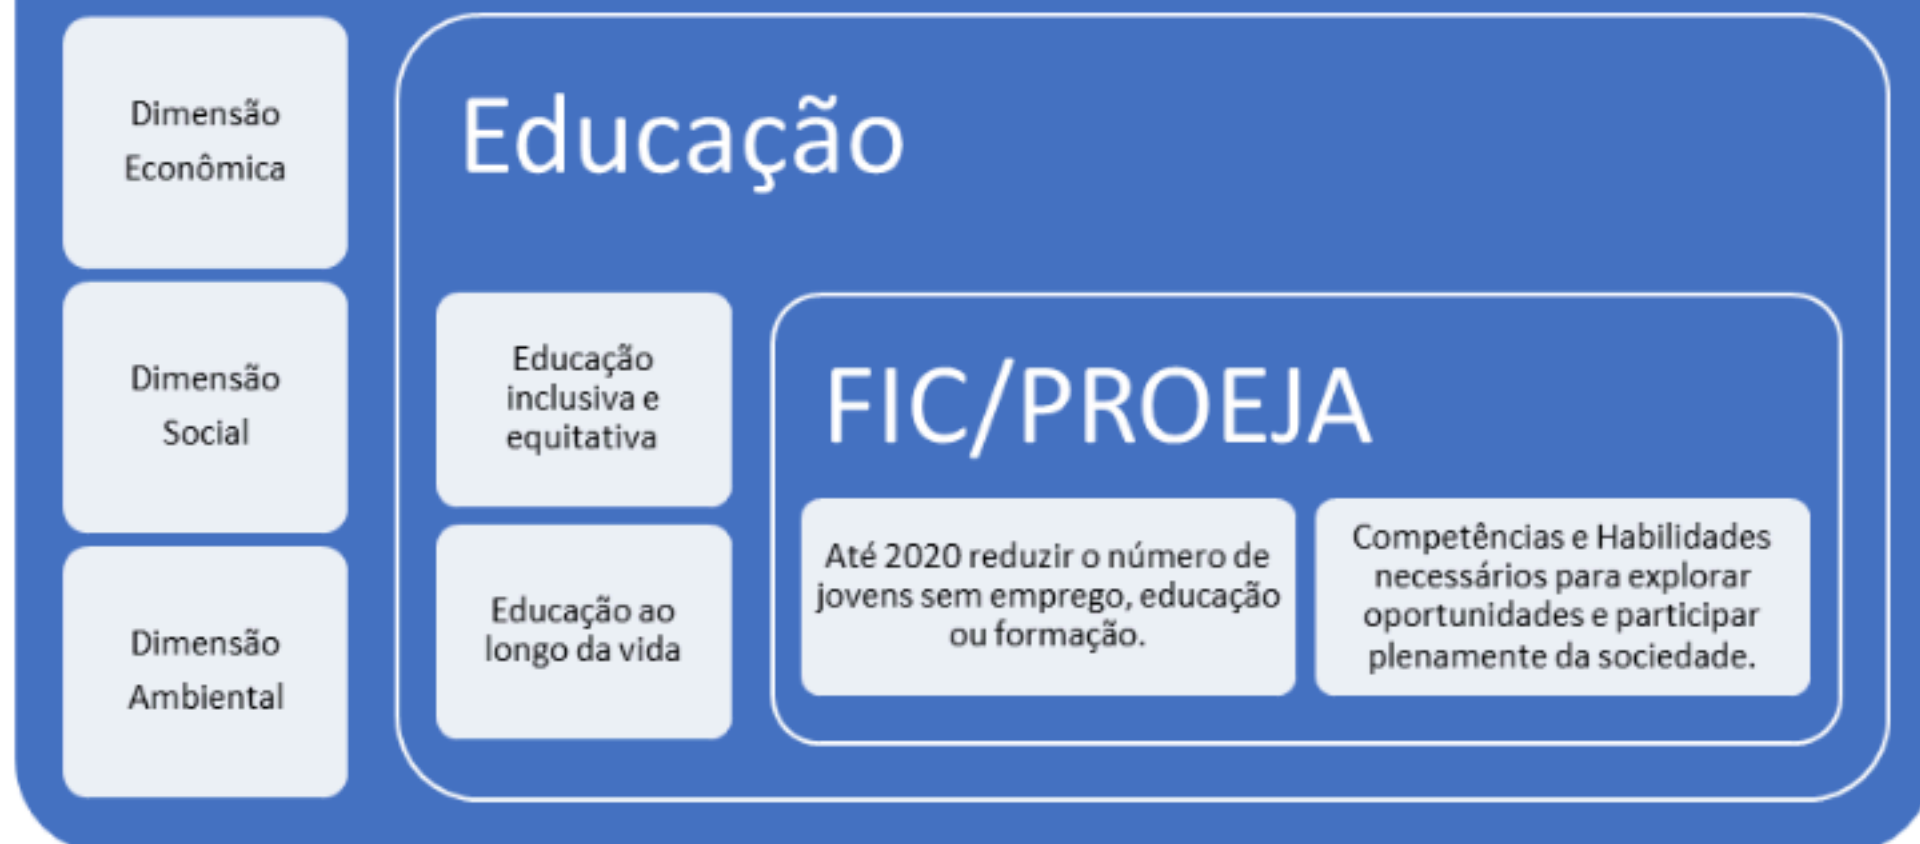 Dimensão
Econômica
Dimensão
Social
Dimensão
Ambiental
Educação
Educação
inclusiva e
equitativa
Educação ao
longo da vida
FIC/PROEJA
Até 2020 reduzir o número de
jovens sem emprego, educação
ou formação.
Competências e Habilidades
necessários para explorar
oportunidades e participar
plenamente da sociedade.